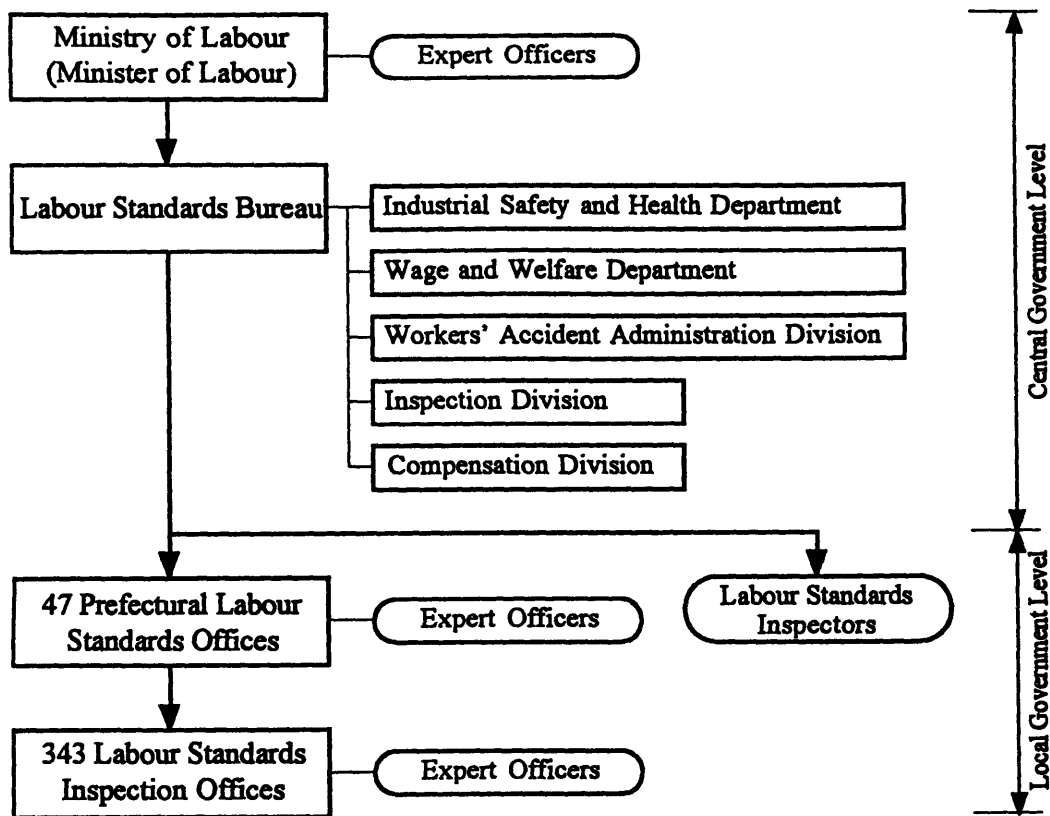 Ministry of Labour
(Minister of Labour)
Expert Officers
Labour Standards Bureau
Industrial Safety and Health Department
Wage and Welfare Department
Workers' Accident Administration Division
Inspection Division
Compensation Division
Central Government Level
47 Prefectural Labour
Standards Offices
Expert Officers
Labour Standards
Inspectors
343 Labour Standards
Inspection Offices
Expert Officers
Local Government Level